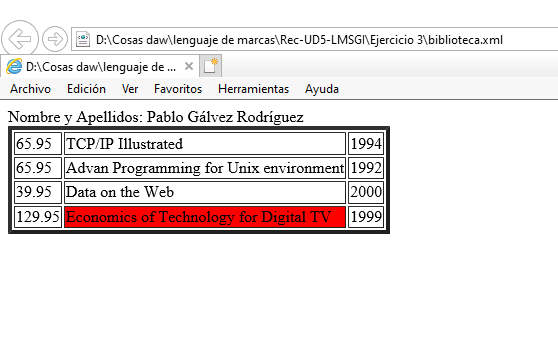 D:\Cosas daw\lenguaje de marcas\Rec-UD5-LMSGI\Ejercicio 3\biblioteca.xml
D:\Cosas daw\lenguaje de ...
Archivo Edición Ver Favoritos Herramientas Ayuda
Nombre y Apellidos: Pablo Gálvez Rodríguez
65.95 TCP/IP Illustrated 1994
65.95 Advan Programming for Unix environment 1992
39.95 Data on the Web 2000
129.95 Economics of Technology for Digital TV 1999